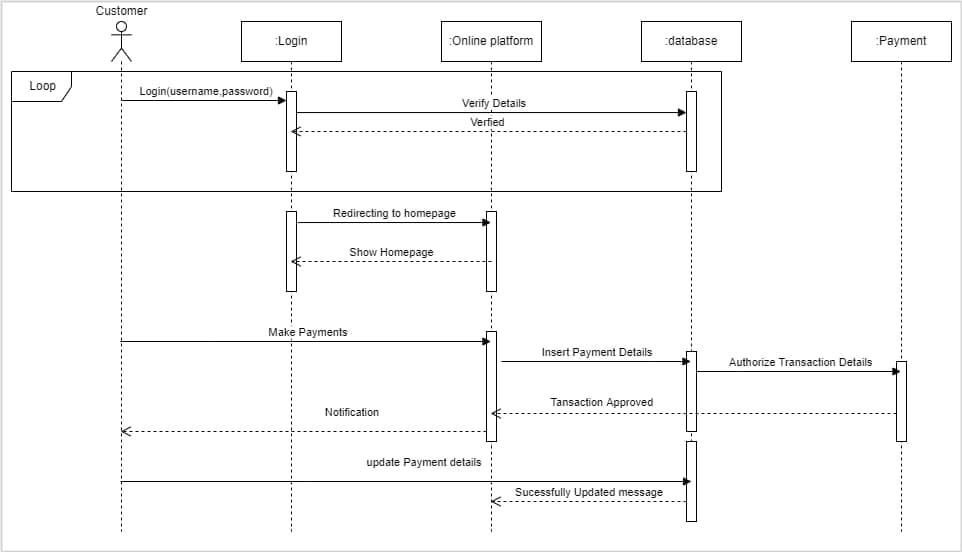 Customer
:Login
:Online platform
:database
:Payment
Loop
Login(username,password)
Verify Details
Verfied
Redirecting to homepage
Show Homepage
Make Payments
Insert Payment Details
Authorize Transaction Details
Tansaction Approved
Notification
update Payment details
Sucessfully Updated message